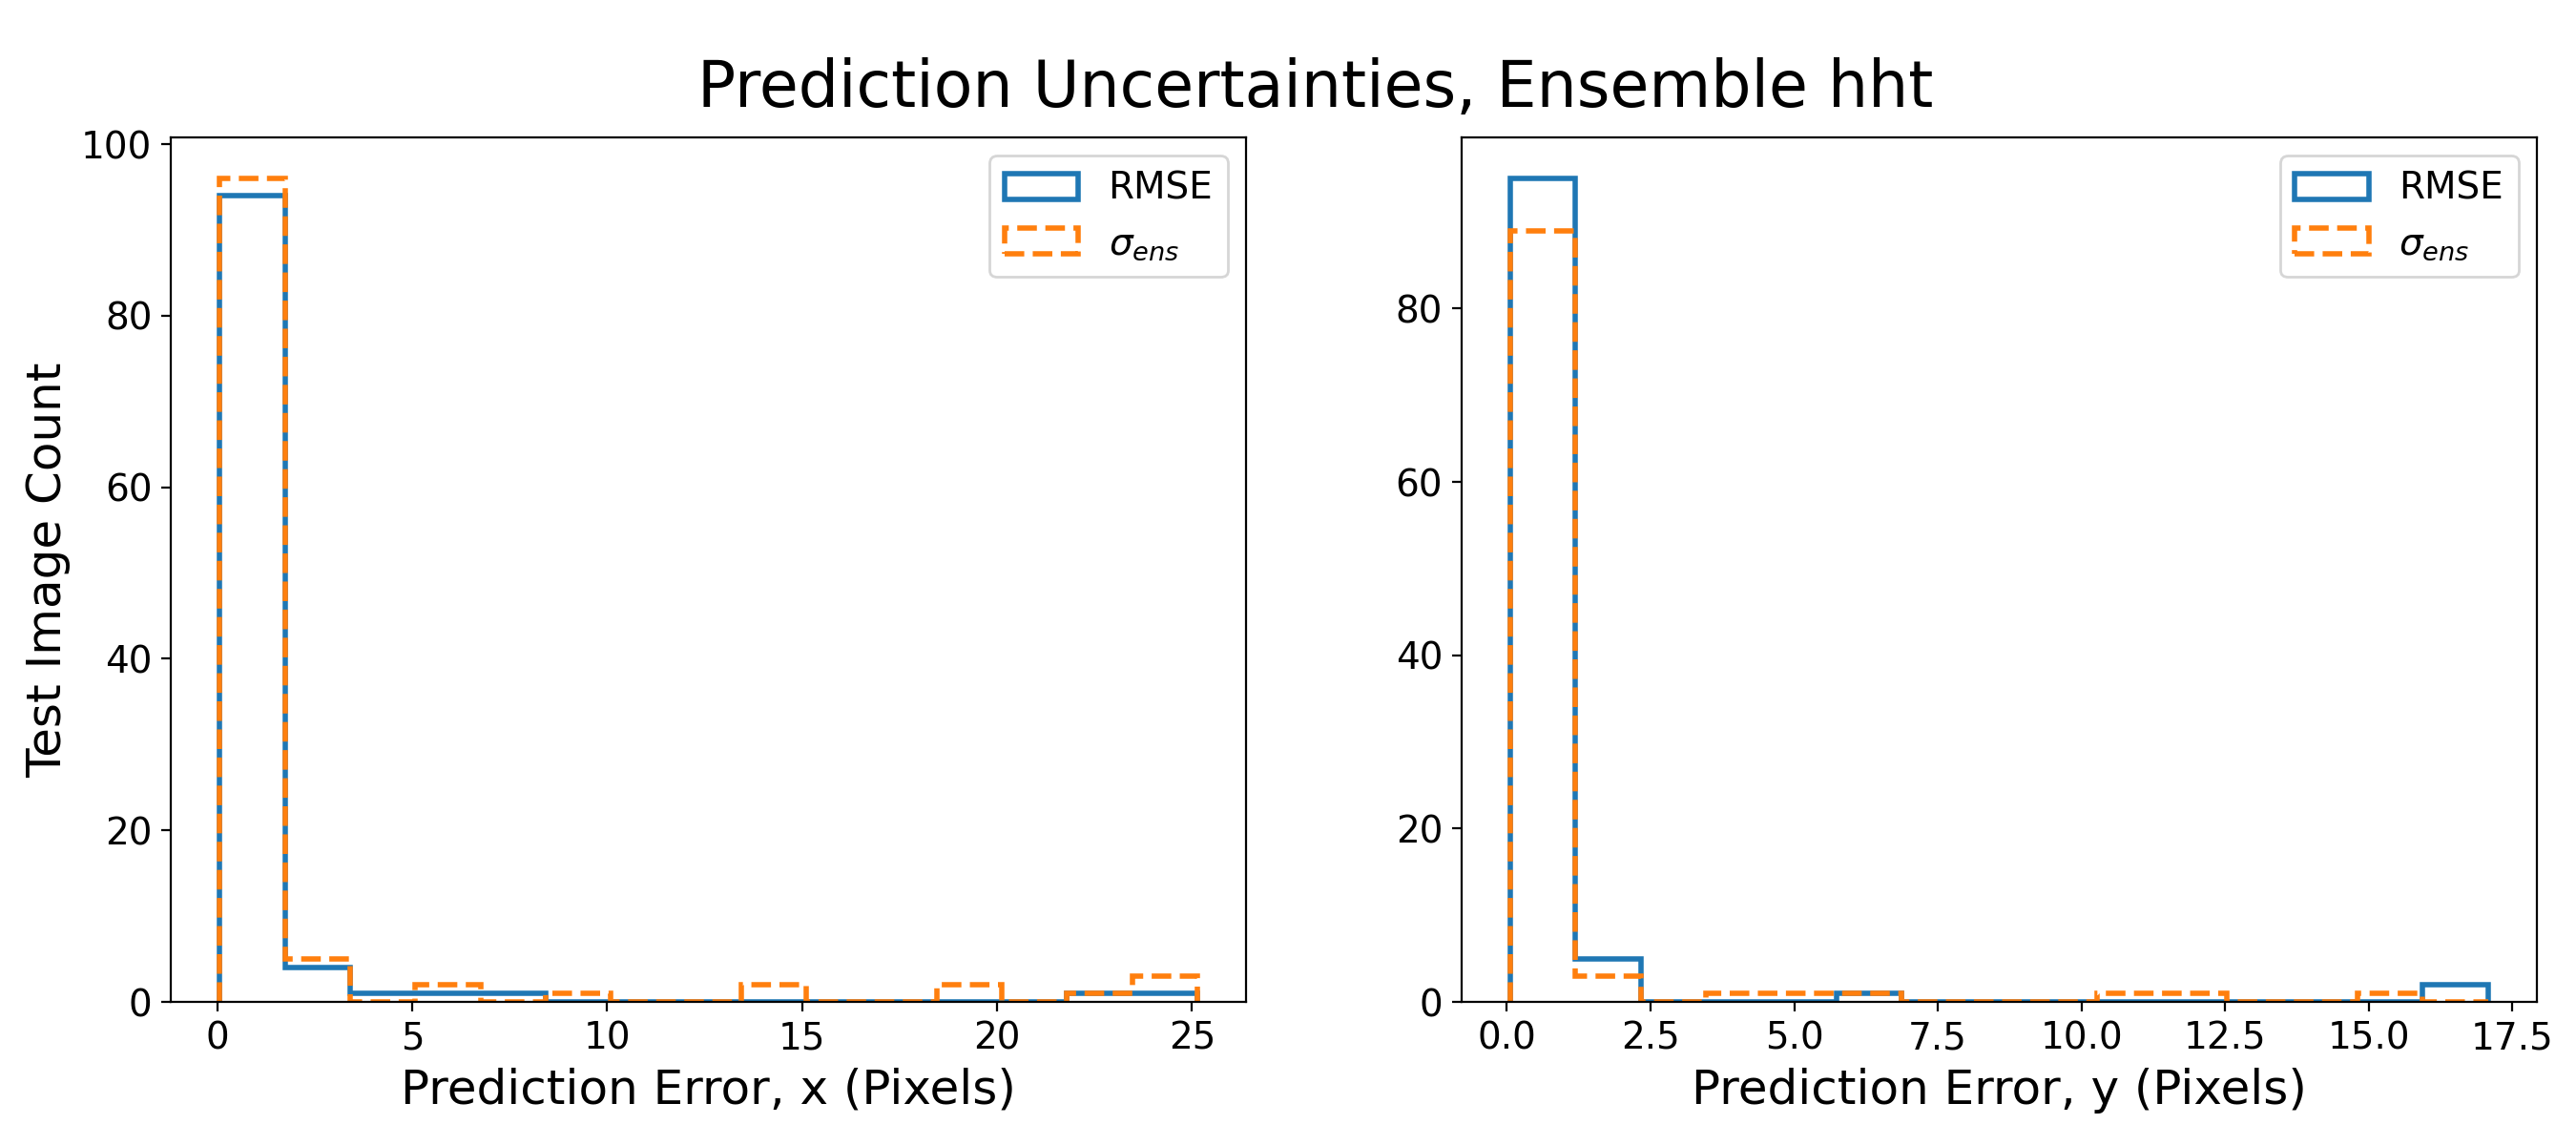 Prediction Uncertainties, Ensemble hht
Test Image Count
100
80
60
40
20
0
RMSE
σ_ens
0 5 10 15 20 25
Prediction Error, x (Pixels)
80
60
40
20
0
RMSE
σ_ens
0.0 2.5 5.0 7.5 10.0 12.5 15.0 17.5
Prediction Error, y (Pixels)